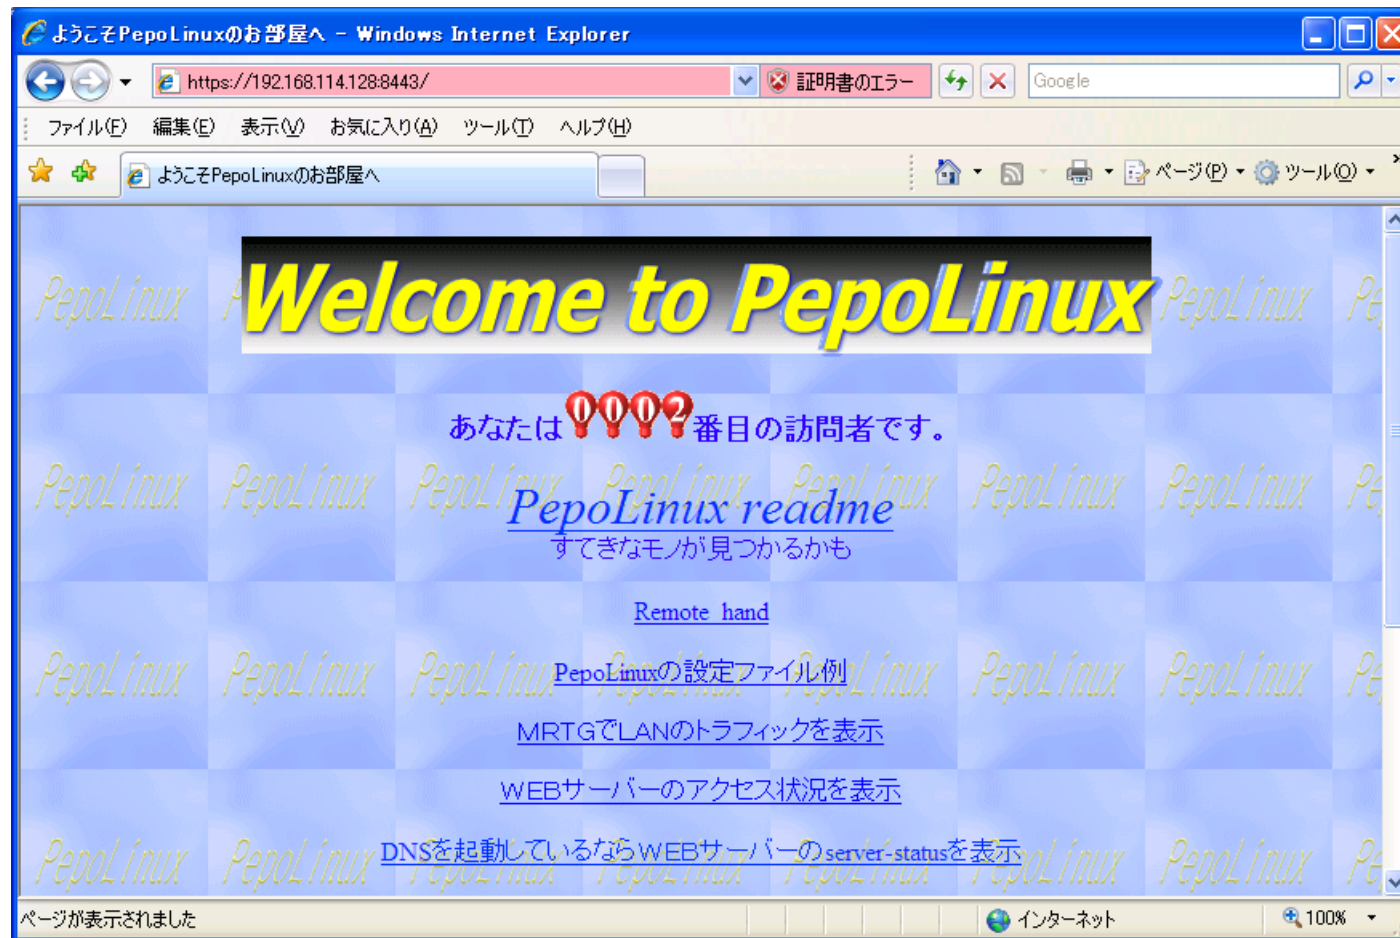 ようこそPepoLinuxのお部屋へ - Windows Internet Explorer
https://192.168.114.128:8443/ 証明書のエラー Google
ファイル(F) 編集(E) 表示(V) お気に入り(A) ツール(T) ヘルプ(H)
ようこそPepoLinuxのお部屋へ ページ(P) ツール(O) »
Welcome to PepoLinux
あなたは0002番目の訪問者です。
PepoLinux readme
すてきなモノが見つかるかも
Remote hand
PepoLinuxの設定ファイル例
MRTGでLANのトラフィックを表示
WEBサーバーのアクセス状況を表示
DNSを起動しているならWEBサーバーのserver-statusを表示
ページが表示されました インターネット 100%